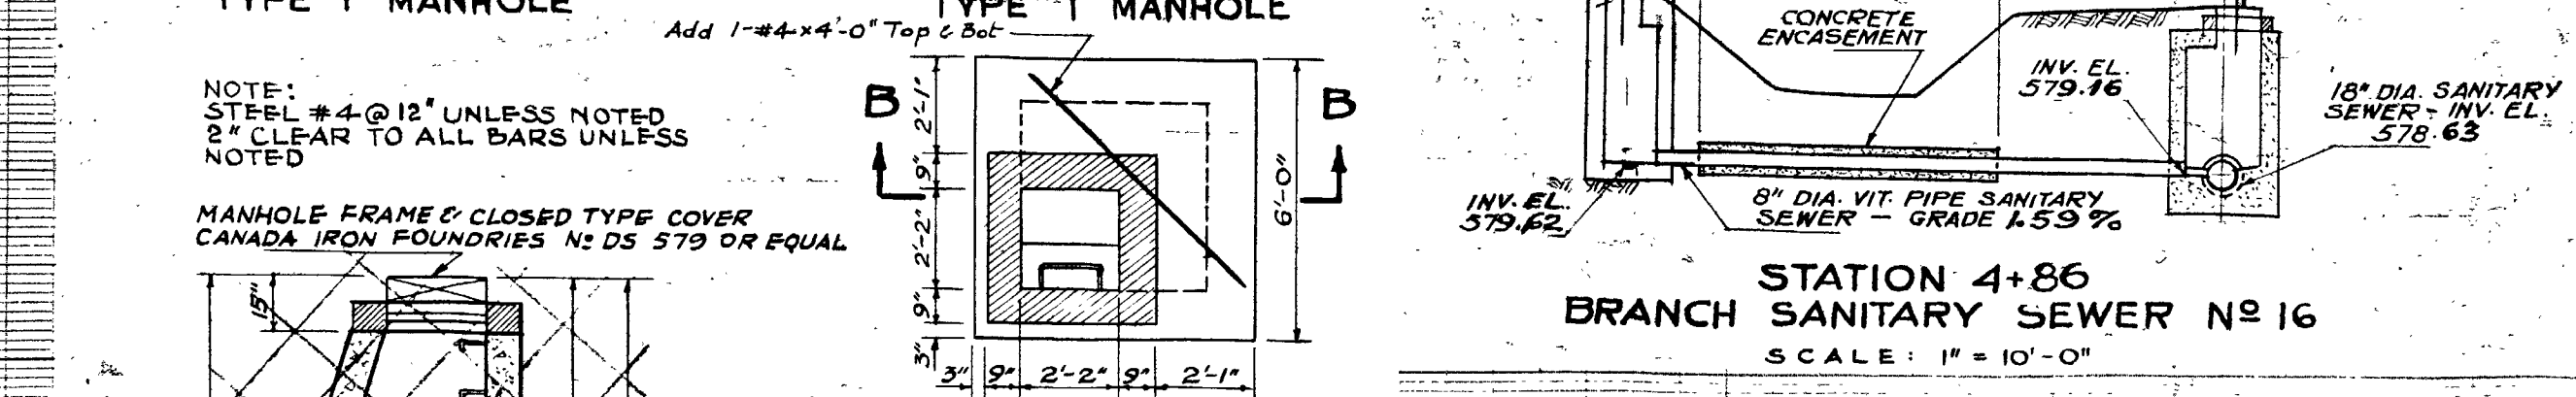 TYPE T MANHOLE
TYPE T MANHOLE
Add 1-#4x4'-0" Top & Bot
NOTE:
STEEL #4@12" UNLESS NOTED
2" CLEAR TO ALL BARS UNLESS
NOTED
MANHOLE FRAME & CLOSED TYPE COVER
CANADA IRON FOUNDRIES Nº DS 579 OR EQUAL
15"
B
B
2'-1"
9"
2'-2"
9"
3"
6'-0"
3" 9" 2'-2" 9" 2'-1"
CONCRETE
ENCASEMENT
INV. EL.
579.16
18" DIA. SANITARY
SEWER - INV. EL.
578.63
INV. EL.
579.62
8" DIA. VIT. PIPE SANITARY
SEWER - GRADE 1.59%
STATION 4+86
BRANCH SANITARY SEWER Nº 16
SCALE: 1" = 10'-0"